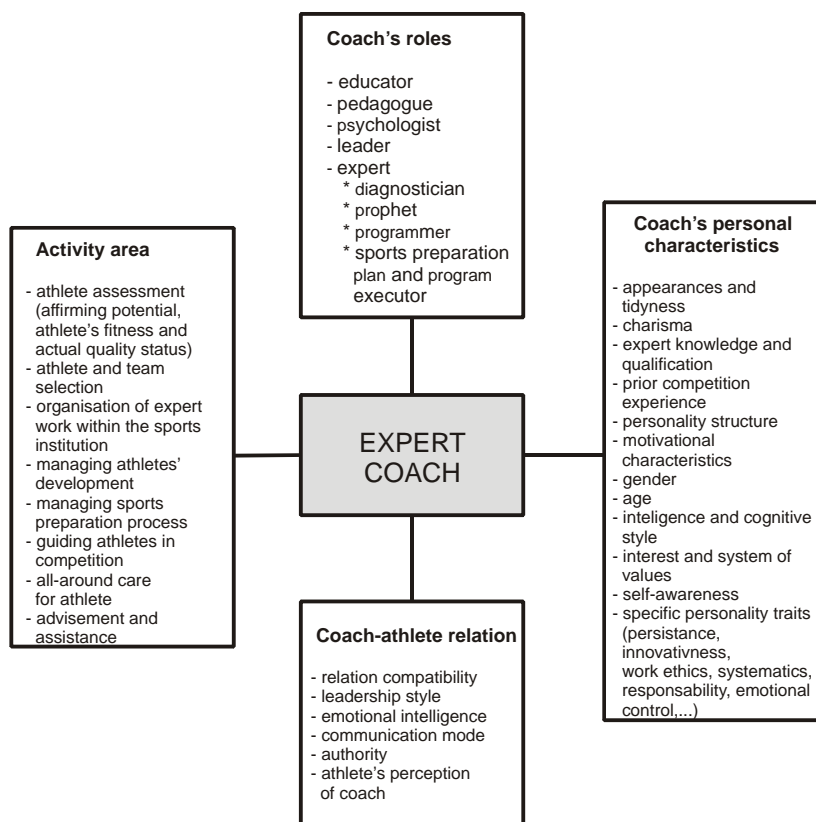 Coach's roles
- educator
- pedagogue
- psychologist
- leader
- expert
* diagnostician
* prophet
* programmer
* sports preparation
plan and program
executor
Activity area
- athlete assessment
(affirming potential,
athlete's fitness and
actual quality status)
- athlete and team
selection
- organisation of expert
work within the sports
institution
- managing athletes'
development
- managing sports
preparation process
- guiding athletes in
competition
- all-around care
for athlete
- advisement and
assistance
EXPERT
COACH
Coach's personal
characteristics
- appearances and
tidyness
- charisma
- expert knowledge and
qualification
- prior competition
experience
- personality structure
- motivational
characteristics
- gender
- age
- inteligence and cognitive
style
- interest and system of
values
- self-awareness
- specific personality traits
(persistance,
innovativness,
work ethics, systematics,
responsability, emotional
control,...)
Coach-athlete relation
- relation compatibility
- leadership style
- emotional intelligence
- communication mode
- authority
- athlete's perception
of coach